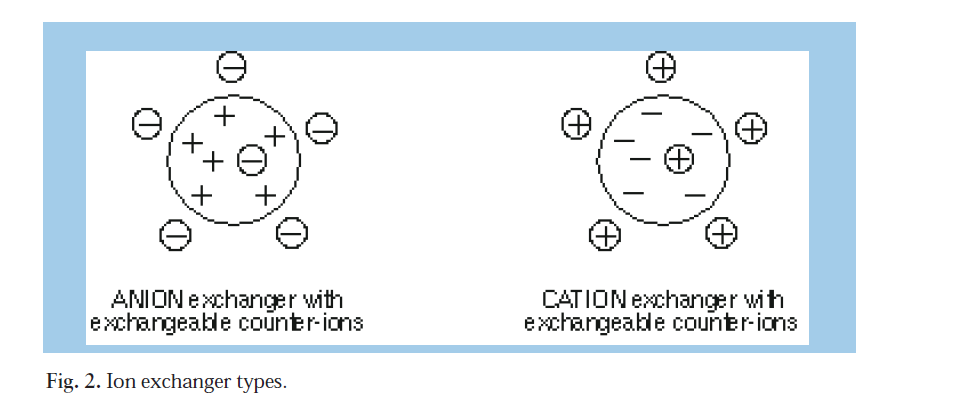 ANION exchanger with
exchangeable counter-ions
CATION exchanger with
exchangeable counter-ions
Fig. 2. Ion exchanger types.